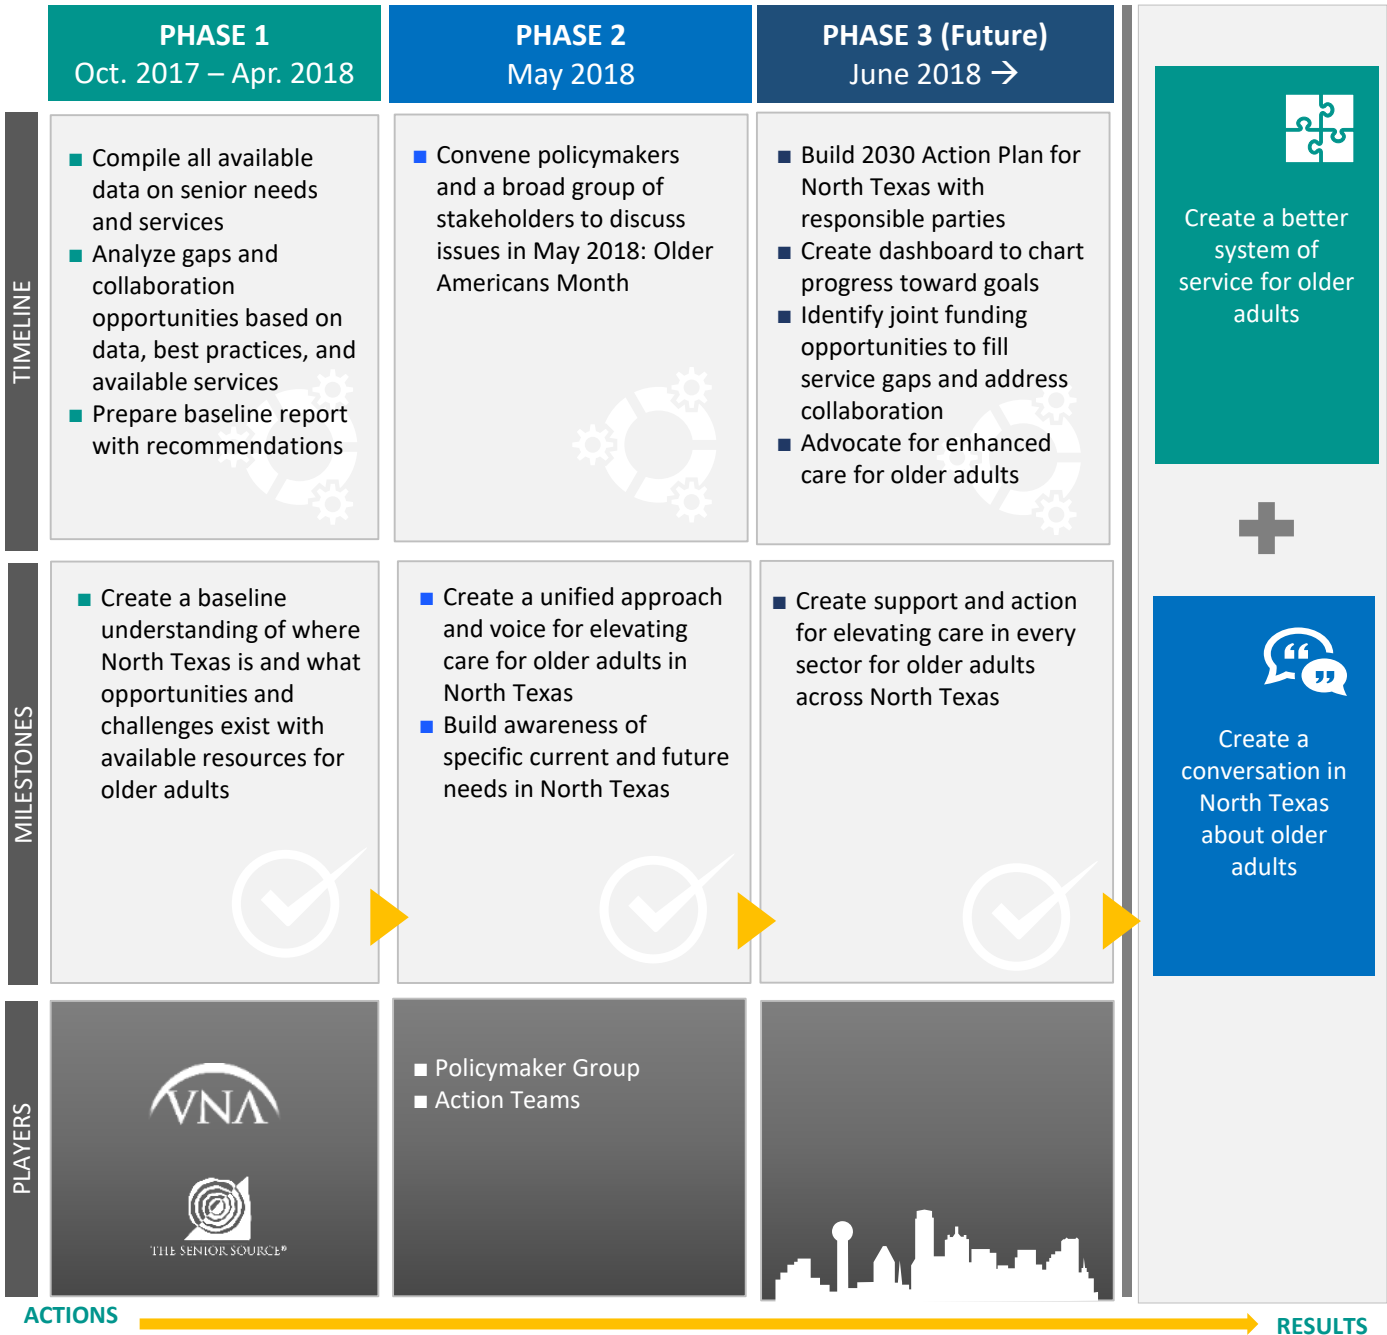 PHASE 1
Oct. 2017 – Apr. 2018
PHASE 2
May 2018
PHASE 3 (Future)
June 2018 →
TIMELINE
■ Compile all available
data on senior needs
and services
■ Analyze gaps and
collaboration
opportunities based on
data, best practices, and
available services
■ Prepare baseline report
with recommendations
■ Convene policymakers
and a broad group of
stakeholders to discuss
issues in May 2018: Older
Americans Month
■ Build 2030 Action Plan for
North Texas with
responsible parties
■ Create dashboard to chart
progress toward goals
■ Identify joint funding
opportunities to fill
service gaps and address
collaboration
■ Advocate for enhanced
care for older adults
MILESTONES
■ Create a baseline
understanding of where
North Texas is and what
opportunities and
challenges exist with
available resources for
older adults
■ Create a unified approach
and voice for elevating
care for older adults in
North Texas
■ Build awareness of
specific current and future
needs in North Texas
■ Create support and action
for elevating care in every
sector for older adults
across North Texas
PLAYERS
VNA
THE SENIOR SOURCE®
■ Policymaker Group
■ Action Teams
Create a better
system of
service for older
adults
Create a
conversation in
North Texas
about older
adults
ACTIONS
RESULTS